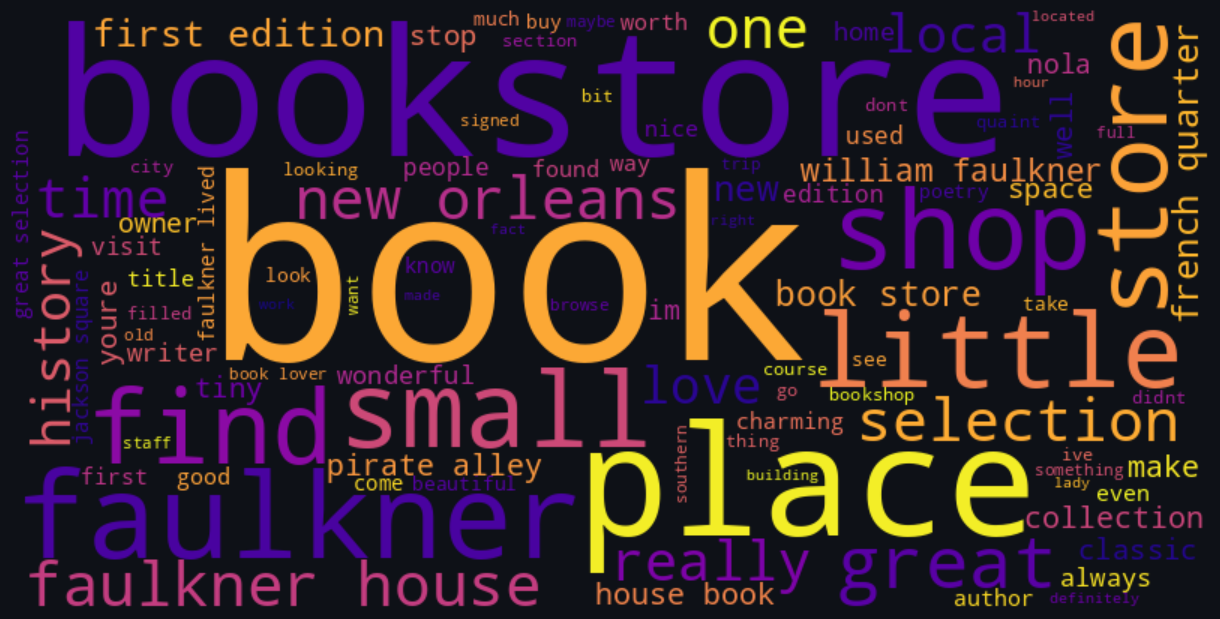 first edition
stop
much
buy
maybe
worth
section
one
home
local
located
nola
hour
store
french quarter
bookstore
bit
signed
nice
dont
used
quaint
well
full
city
looking
people
found
way
trip
william faulkner
time
new orleans
new
edition
poetry
space
great selection
owner
faulkner lived
right
fact
shop
history
visit
title
look
book
know
want
work
made
browse
im
book store
take
jackson square
youre
filled
old
writer
little
see
book lover
wonderful
tiny
love
course
go
bookshop
didnt
find
small
charming
thing
selection
staff
southern
place
first
good
pirate alley
come
beautiful
building
ive
something
make
lady
even
faulkner
collection
really great
classic
faulkner house
house book
always
author
definitely